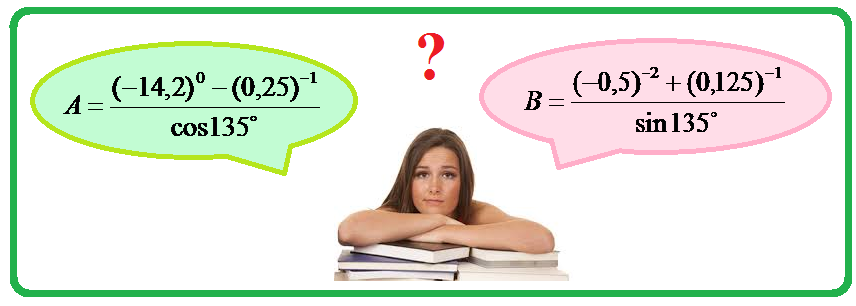 ?
A = ((−14,2)⁰ − (0,25)⁻¹) / cos135°
B = ((−0,5)⁻² + (0,125)⁻¹) / sin135°